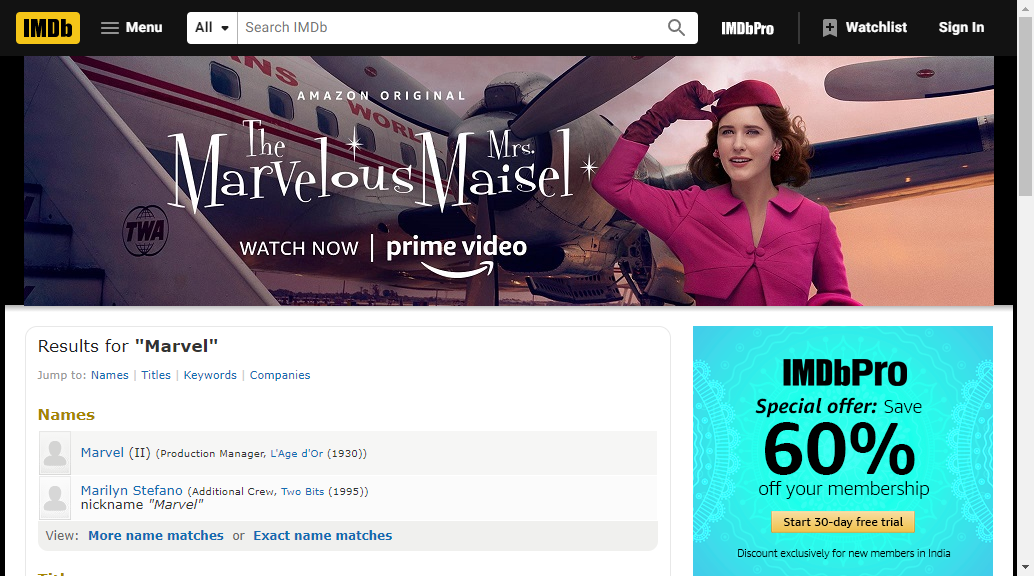 IMDb Menu All Search IMDb IMDbPro Watchlist Sign In
TRANS WORL
AMAZON ORIGINAL
The Marvelous Mrs. Maisel
TWA
WATCH NOW | prime video
Results for "Marvel"
Jump to: Names | Titles | Keywords | Companies
Names
Marvel (II) (Production Manager, L'Age d'Or (1930))
Marilyn Stefano (Additional Crew, Two Bits (1995))
nickname "Marvel"
View: More name matches or Exact name matches
IMDbPro
Special offer: Save
60%
off your membership
Start 30-day free trial
Discount exclusively for new members in India